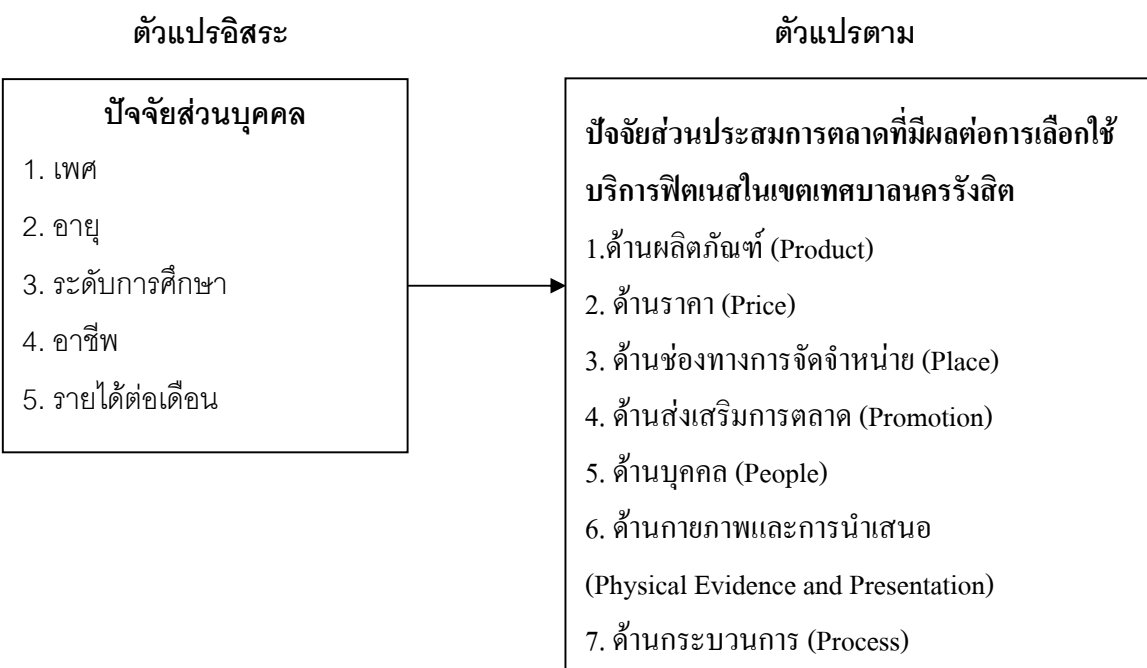 ตัวแปรอิสระ
ตัวแปรตาม
ปัจจัยส่วนบุคคล
1. เพศ
2. อายุ
3. ระดับการศึกษา
4. อาชีพ
5. รายได้ต่อเดือน
ปัจจัยส่วนประสมการตลาดที่มีผลต่อการเลือกใช้
บริการฟิตเนสในเขตเทศบาลนครรังสิต
1.ด้านผลิตภัณฑ์ (Product)
2. ด้านราคา (Price)
3. ด้านช่องทางการจัดจำหน่าย (Place)
4. ด้านส่งเสริมการตลาด (Promotion)
5. ด้านบุคคล (People)
6. ด้านกายภาพและการนำเสนอ
(Physical Evidence and Presentation)
7. ด้านกระบวนการ (Process)